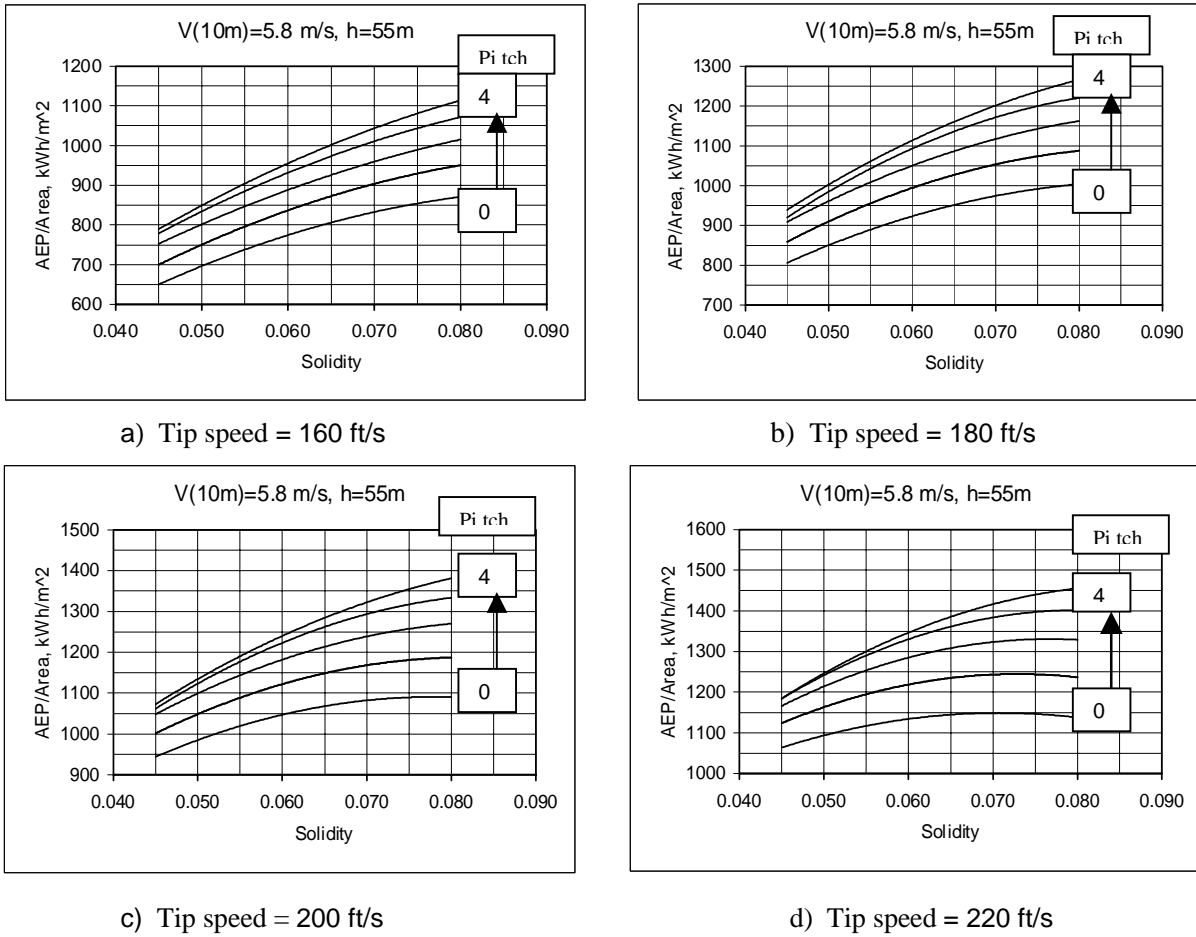 V(10m)=5.8 m/s, h=55m
Pi tch
1200
1100
1000
900
800
700
600
4
0
AEP/Area, kWh/m^2
0.040 0.050 0.060 0.070 0.080 0.090
Solidity
a) Tip speed = 160 ft/s
V(10m)=5.8 m/s, h=55m
Pi tch
1300
1200
1100
1000
900
800
700
4
0
AEP/Area, kWh/m^2
0.040 0.050 0.060 0.070 0.080 0.090
Solidity
b) Tip speed = 180 ft/s
V(10m)=5.8 m/s, h=55m
Pi tch
1500
1400
1300
1200
1100
1000
900
4
0
AEP/Area, kWh/m^2
0.040 0.050 0.060 0.070 0.080 0.090
Solidity
c) Tip speed = 200 ft/s
V(10m)=5.8 m/s, h=55m
Pi tch
1600
1500
1400
1300
1200
1100
1000
4
0
AEP/Area, kWh/m^2
0.040 0.050 0.060 0.070 0.080 0.090
Solidity
d) Tip speed = 220 ft/s